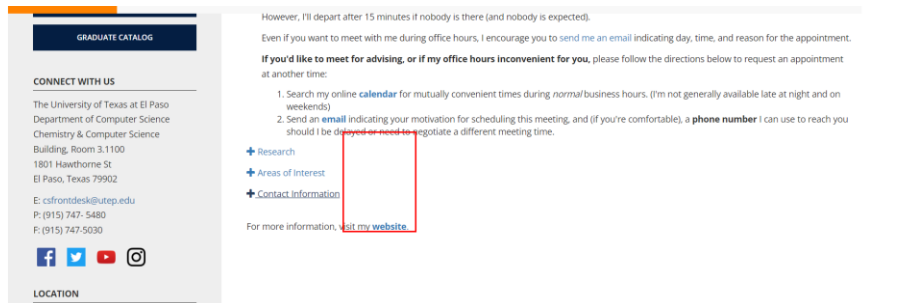 GRADUATE CATALOG
CONNECT WITH US
The University of Texas at El Paso
Department of Computer Science
Chemistry & Computer Science
Building, Room 3.1100
1801 Hawthorne St
El Paso, Texas 79902
E: csfrontdesk@utep.edu
P: (915) 747- 5480
F: (915) 747-5030
LOCATION
However, I'll depart after 15 minutes if nobody is there (and nobody is expected).
Even if you want to meet with me during office hours, I encourage you to send me an email indicating day, time, and reason for the appointment.
If you'd like to meet for advising, or if my office hours inconvenient for you, please follow the directions below to request an appointment
at another time:
1. Search my online calendar for mutually convenient times during normal business hours. (I'm not generally available late at night and on
weekends)
2. Send an email indicating your motivation for scheduling this meeting, and (if you're comfortable), a phone number I can use to reach you
should I be delayed or need to negotiate a different meeting time.
+ Research
+ Areas of Interest
+ Contact Information
For more information, visit my website.